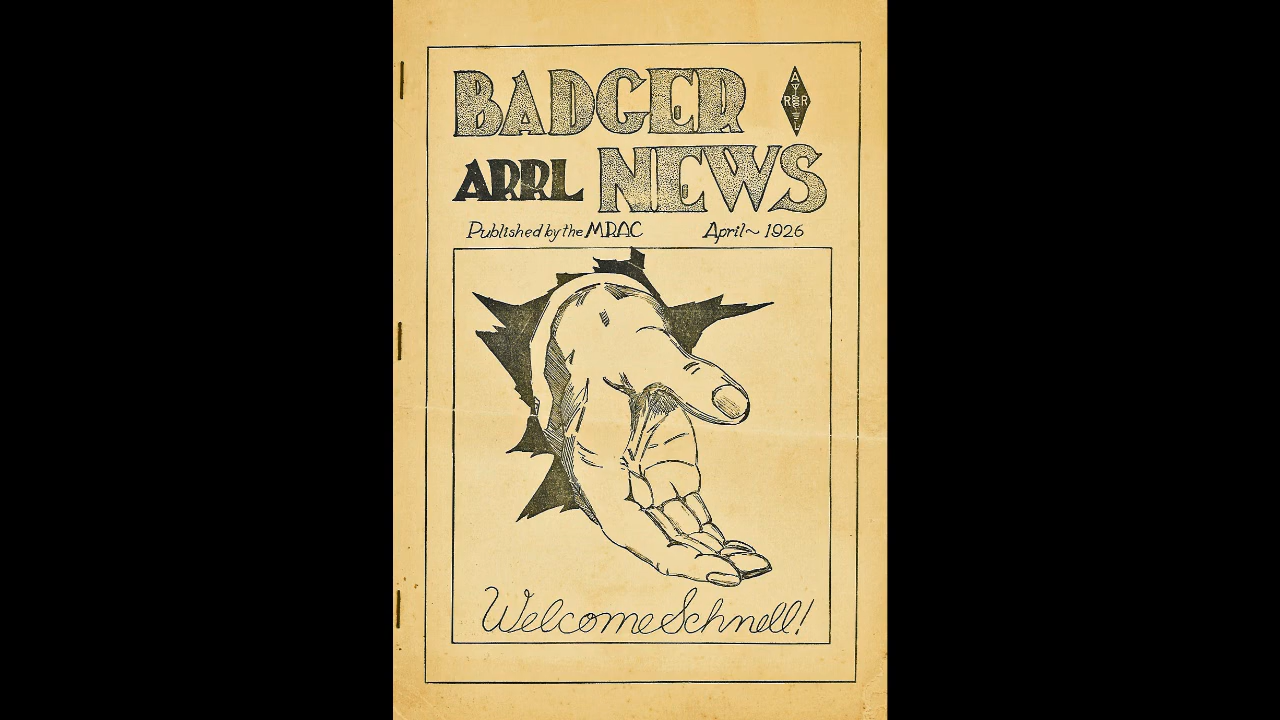 BADGER
A
R R
L
ARRL NEWS
Published by the MRAC April~1926
Welcome Schnell!